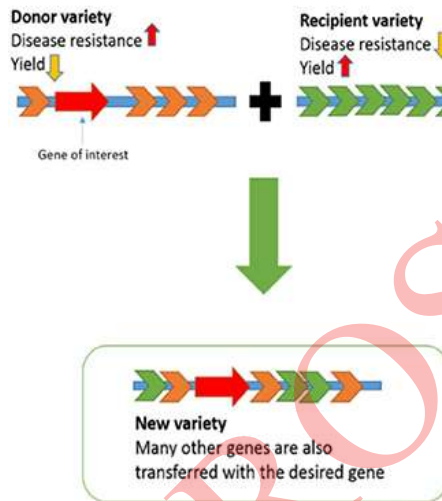 Donor variety
Disease resistance
Yield
Recipient variety
Disease resistance
Yield
Gene of interest
New variety
Many other genes are also
transferred with the desired gene